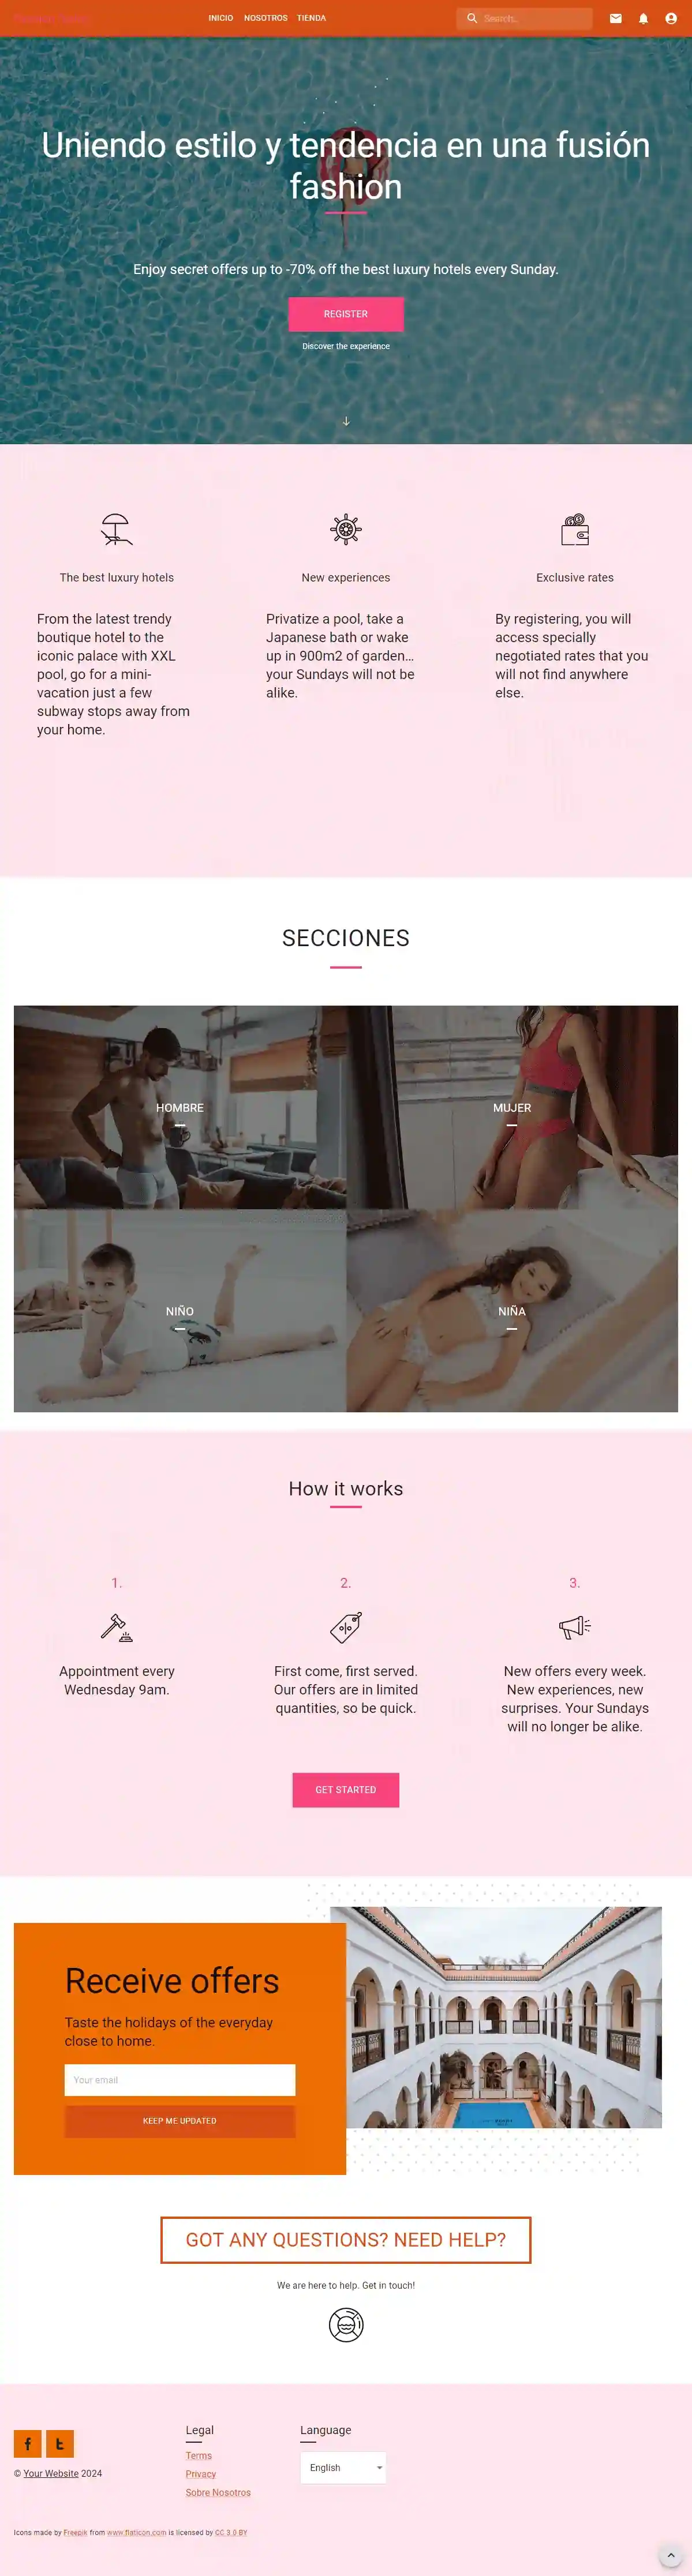 INICIO NOSOTROS TIENDA
Search…
Uniendo estilo y tendencia en una fusión
fashion
Enjoy secret offers up to -70% off the best luxury hotels every Sunday.
REGISTER
Discover the experience
The best luxury hotels
From the latest trendy
boutique hotel to the
iconic palace with XXL
pool, go for a mini-
vacation just a few
subway stops away from
your home.
New experiences
Privatize a pool, take a
Japanese bath or wake
up in 900m2 of garden…
your Sundays will not be
alike.
Exclusive rates
By registering, you will
access specially
negotiated rates that you
will not find anywhere
else.
SECCIONES
HOMBRE
MUJER
NIÑO
NIÑA
How it works
1.
Appointment every
Wednesday 9am.
2.
First come, first served.
Our offers are in limited
quantities, so be quick.
3.
New offers every week.
New experiences, new
surprises. Your Sundays
will no longer be alike.
GET STARTED
Receive offers
Taste the holidays of the everyday
close to home.
Your email
KEEP ME UPDATED
GOT ANY QUESTIONS? NEED HELP?
We are here to help. Get in touch!
© Your Website 2024
Legal
Terms
Privacy
Sobre Nosotros
Language
English
Icons made by Freepik from www.flaticon.com is licensed by CC 3.0 BY